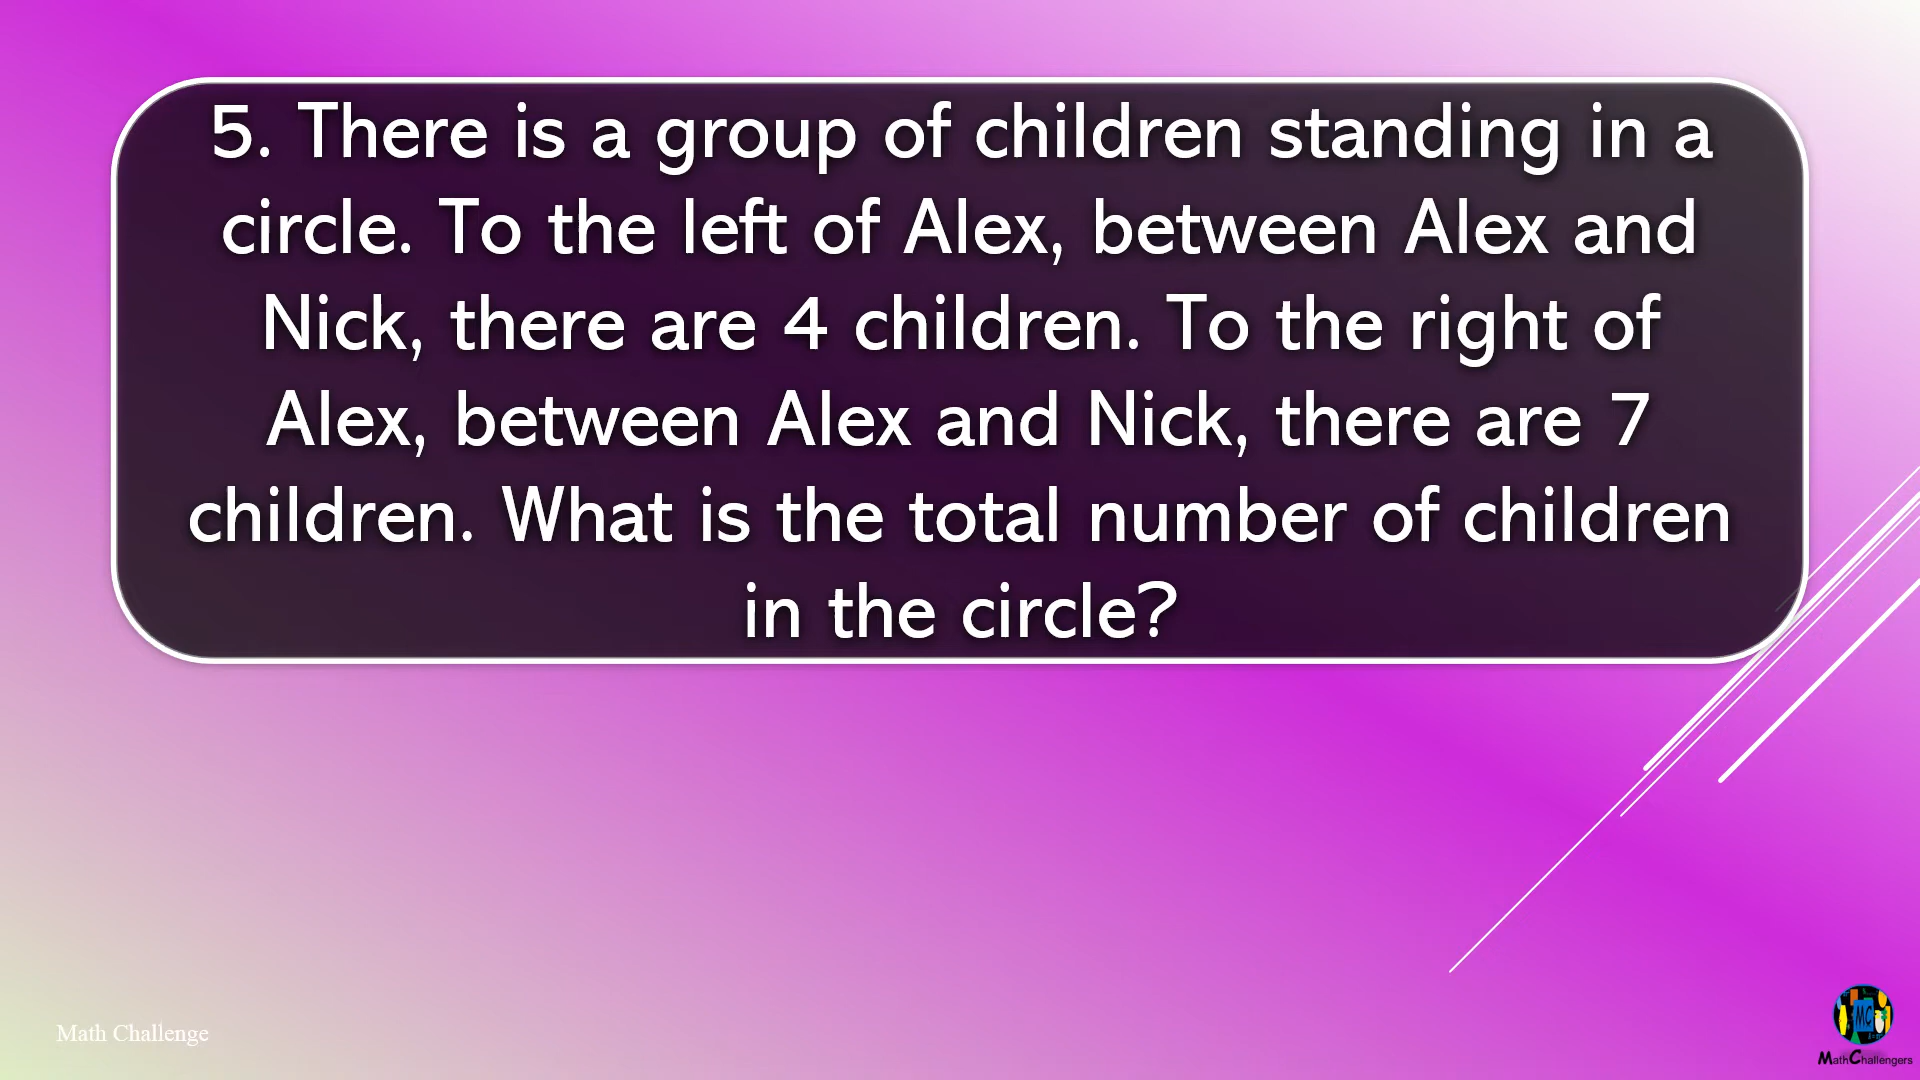 5. There is a group of children standing in a
circle. To the left of Alex, between Alex and
Nick, there are 4 children. To the right of
Alex, between Alex and Nick, there are 7
children. What is the total number of children
in the circle?
Math Challenge
MC
MathChallengers